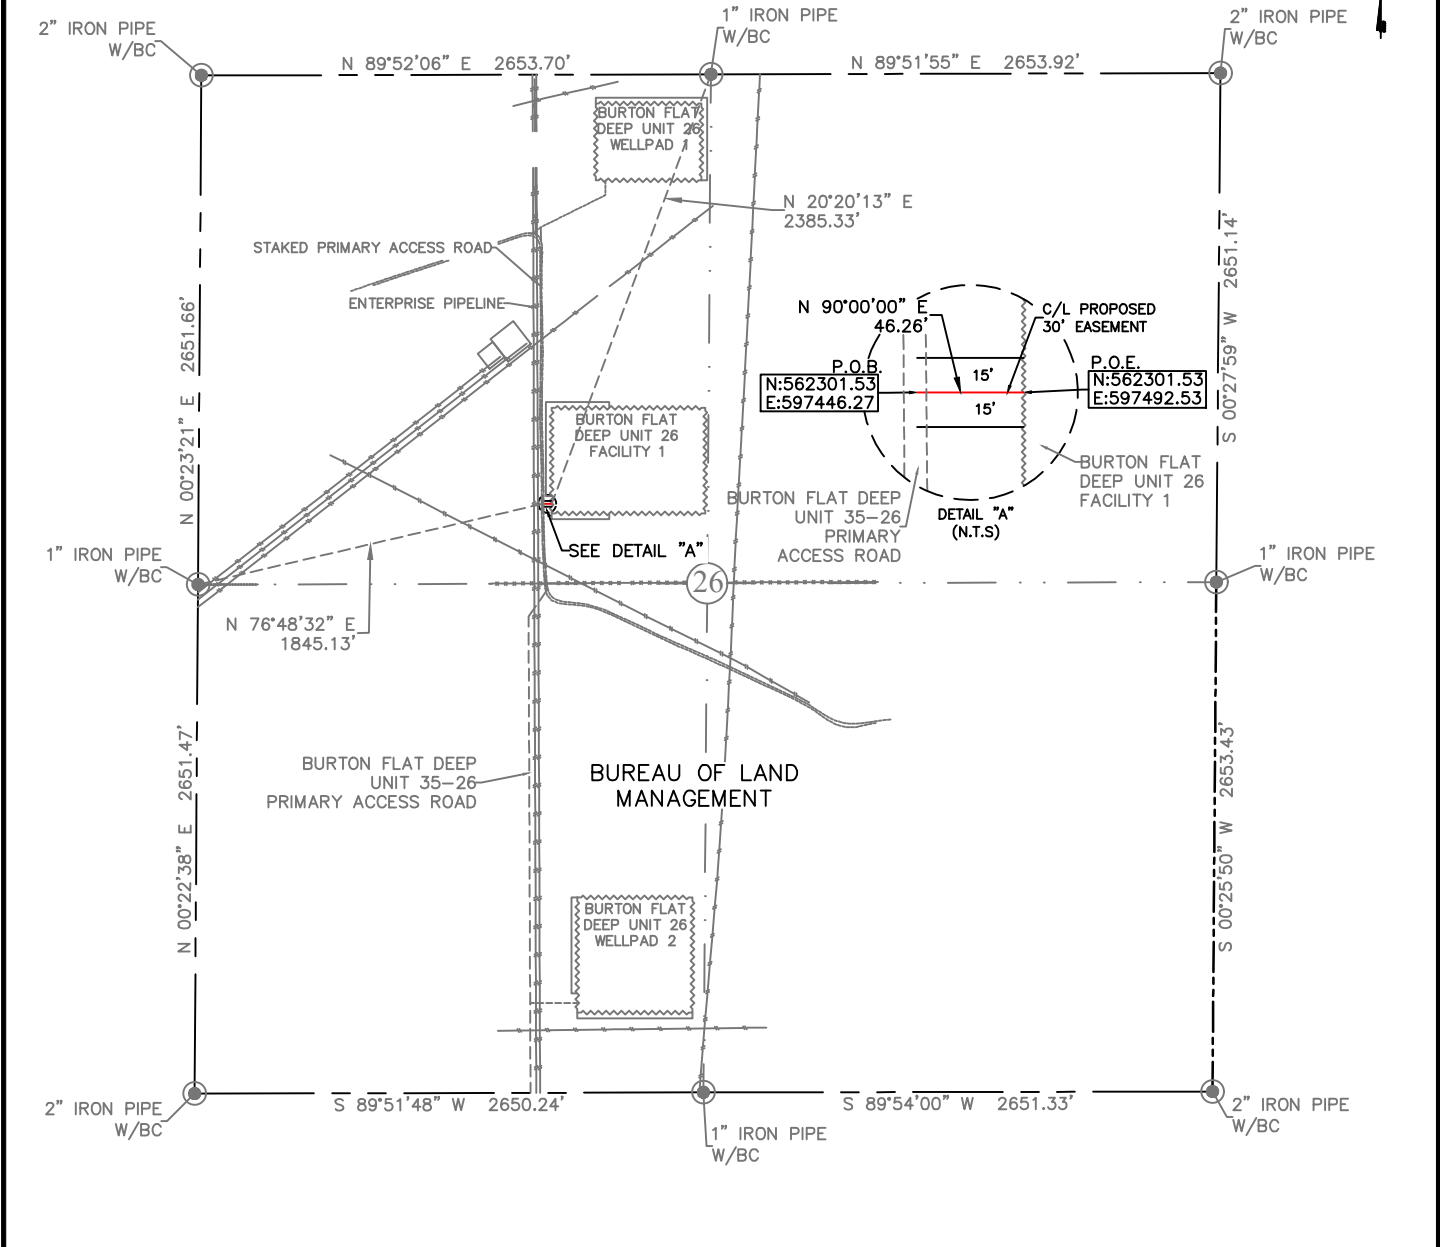 2” IRON PIPE
W/BC
1” IRON PIPE
W/BC
2” IRON PIPE
W/BC
N 89°52'06” E 2653.70'
N 89°51'55” E 2653.92'
BURTON FLAT
DEEP UNIT 26
WELLPAD 1
N 20°20'13” E
2385.33'
STAKED PRIMARY ACCESS ROAD
ENTERPRISE PIPELINE
N 00°23'21” E 2651.66'
S 00°27'59” W 2651.14'
N 90°00'00” E
46.26'
C/L PROPOSED
30' EASEMENT
P.O.B.
N:562301.53
E:597446.27
15'
15'
P.O.E.
N:562301.53
E:597492.53
BURTON FLAT
DEEP UNIT 26
FACILITY 1
BURTON FLAT
DEEP UNIT 26
FACILITY 1
BURTON FLAT DEEP
UNIT 35-26
PRIMARY
ACCESS ROAD
DETAIL ”A”
(N.T.S)
SEE DETAIL ”A”
1” IRON PIPE
W/BC
26
1” IRON PIPE
W/BC
N 76°48'32” E
1845.13'
N 00°22'38” E 2651.47'
S 00°25'50” W 2653.43'
BURTON FLAT DEEP
UNIT 35-26
PRIMARY ACCESS ROAD
BUREAU OF LAND
MANAGEMENT
BURTON FLAT
DEEP UNIT 26
WELLPAD 2
2” IRON PIPE
W/BC
S 89°51'48” W 2650.24'
1” IRON PIPE
W/BC
S 89°54'00” W 2651.33'
2” IRON PIPE
W/BC